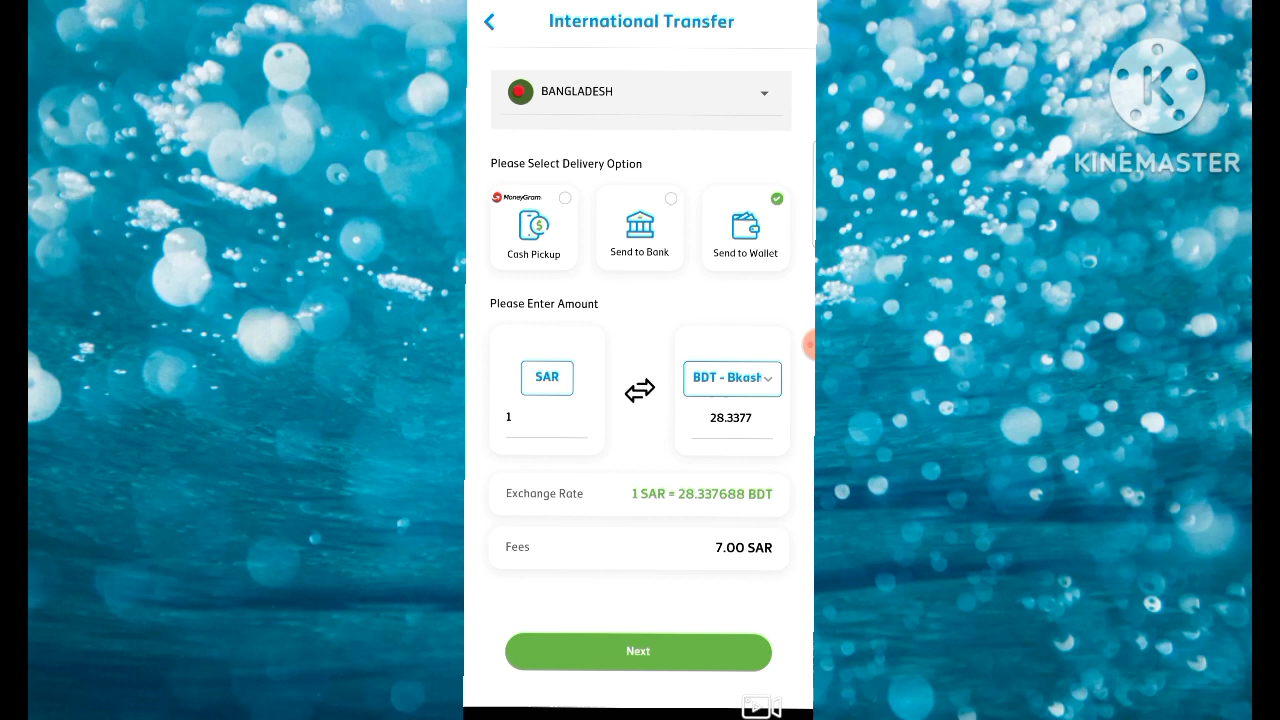 International Transfer
BANGLADESH
Please Select Delivery Option
MoneyGram
Cash Pickup
Send to Bank
Send to Wallet
Please Enter Amount
SAR
BDT - Bkash
1
28.3377
Exchange Rate 1 SAR = 28.337688 BDT
Fees 7.00 SAR
Next
K
KINEMASTER